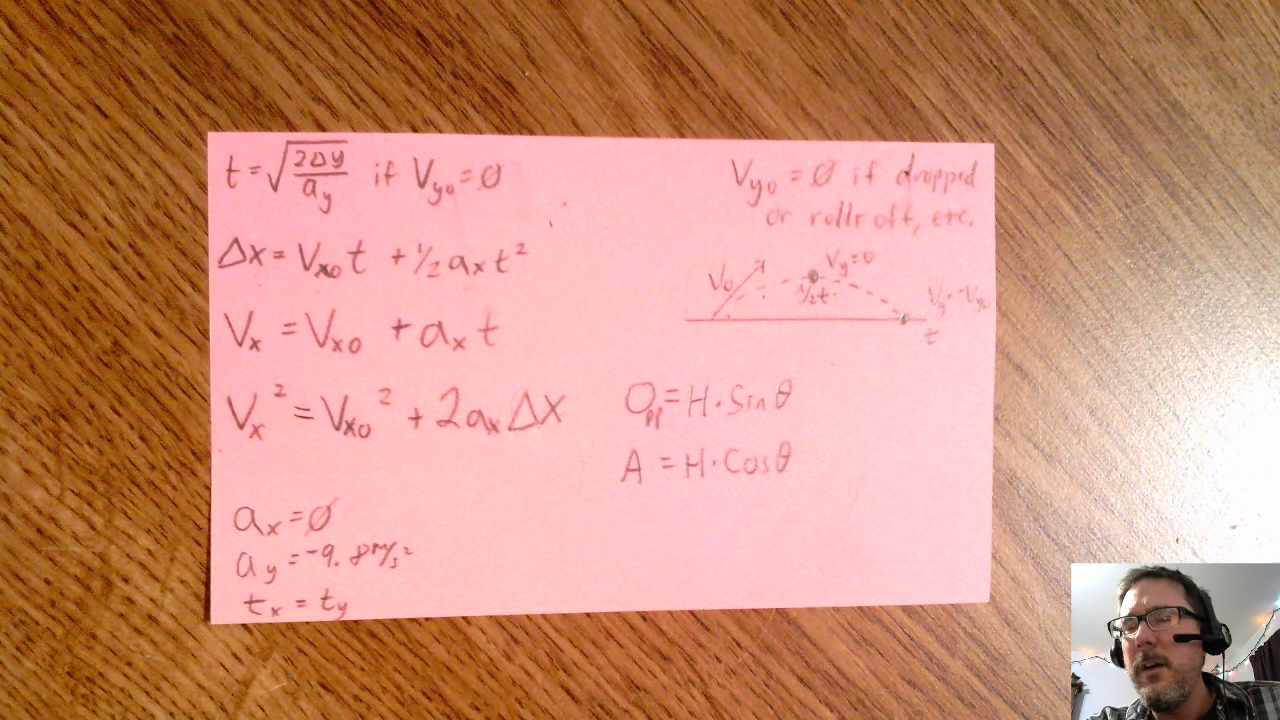 t = √(2Δy/a_y) if V_y0 = 0
Δx = V_x0 t + 1/2 a_x t²
V_x = V_x0 + a_x t
V_x² = V_x0² + 2a_x Δx
a_x = 0
a_y = -9.8 m/s²
t_x = t_y
V_y0 = 0 if dropped
or rolls off, etc.
V_0
V_y = 0
1/2 t
V_y = -V_y0
t
Opp = H · Sin θ
A = H · Cos θ